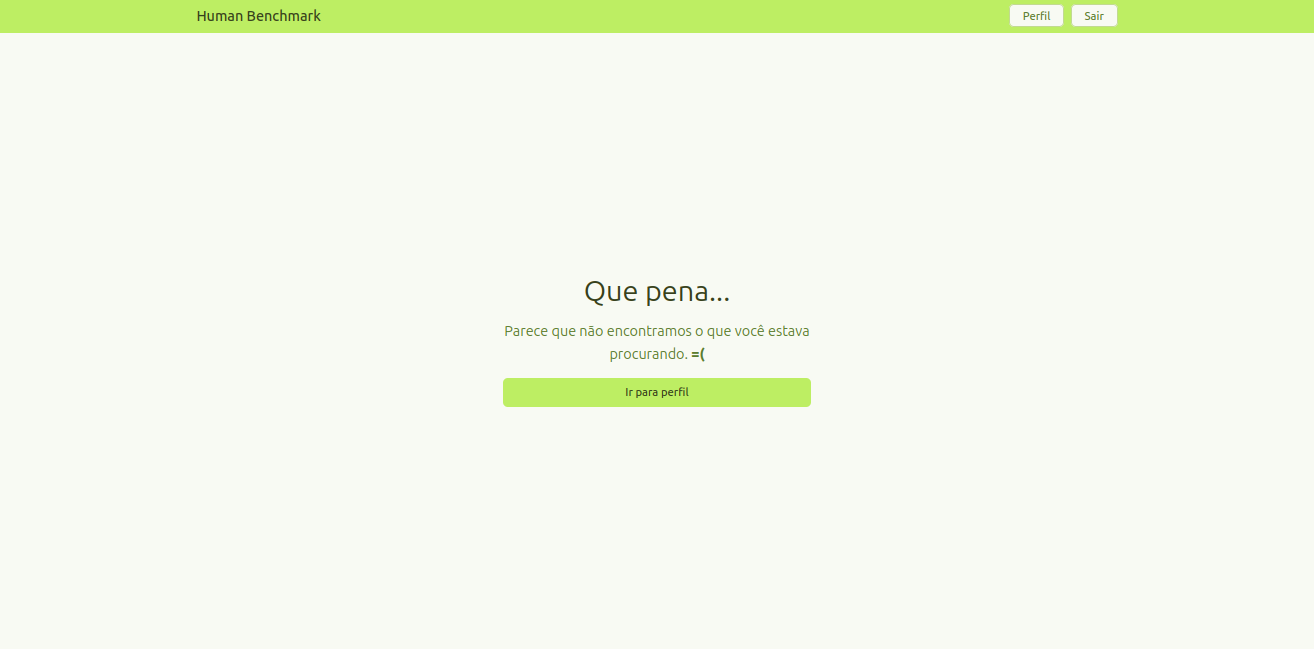 Human Benchmark
Perfil
Sair
Que pena...
Parece que não encontramos o que você estava
procurando. =(
Ir para perfil